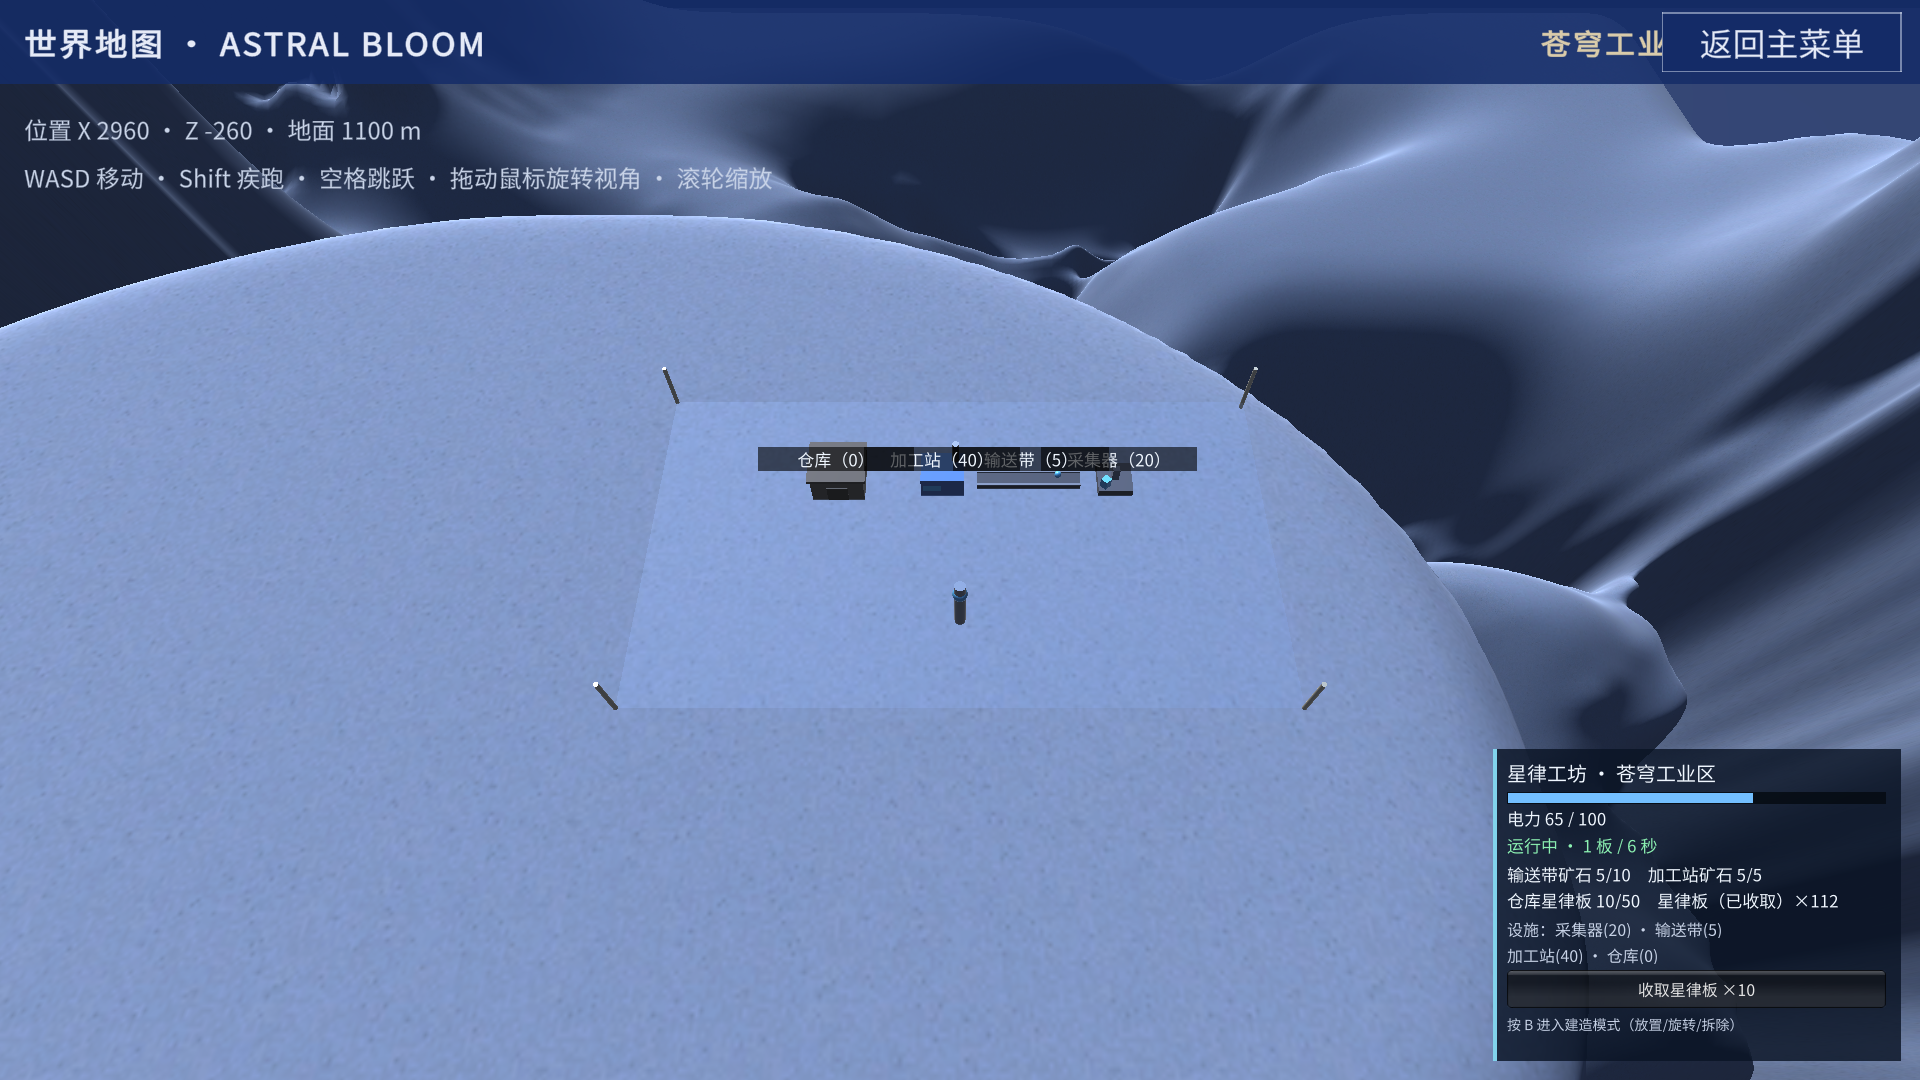 世界地图 · ASTRAL BLOOM
苍穹工业
返回主菜单
位置 X 2960 · Z -260 · 地面 1100 m
WASD 移动 · Shift 疾跑 · 空格跳跃 · 拖动鼠标旋转视角 · 滚轮缩放
仓库（0） 加工站（40） 输送带（5） 采集器（20）
星律工坊 · 苍穹工业区
电力 65 / 100
运行中 · 1 板 / 6 秒
输送带矿石 5/10 加工站矿石 5/5
仓库星律板 10/50 星律板（已收取）×112
设施：采集器(20) · 输送带(5)
加工站(40) · 仓库(0)
收取星律板 ×10
按 B 进入建造模式（放置/旋转/拆除）